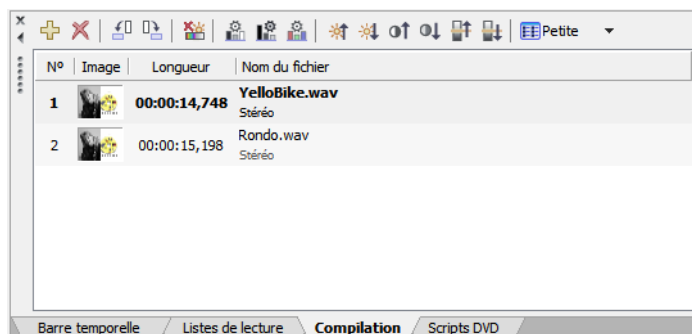 Petite
Nº Image Longueur Nom du fichier
1 00:00:14,748 YelloBike.wav
Stéréo
2 00:00:15,198 Rondo.wav
Stéréo
Barre temporelle Listes de lecture Compilation Scripts DVD